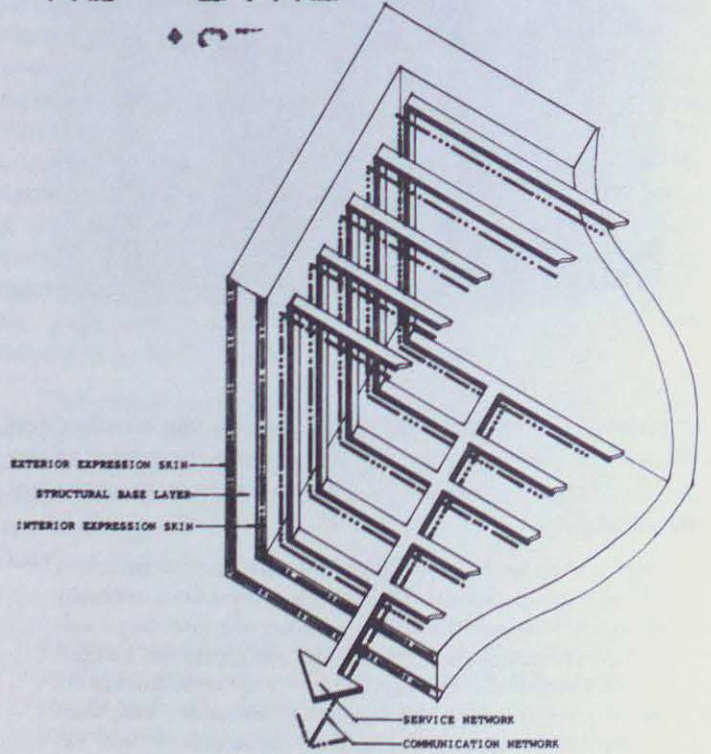 EXTERIOR EXPRESSION SKIN
STRUCTURAL BASE LAYER
INTERIOR EXPRESSION SKIN
SERVICE NETWORK
COMMUNICATION NETWORK